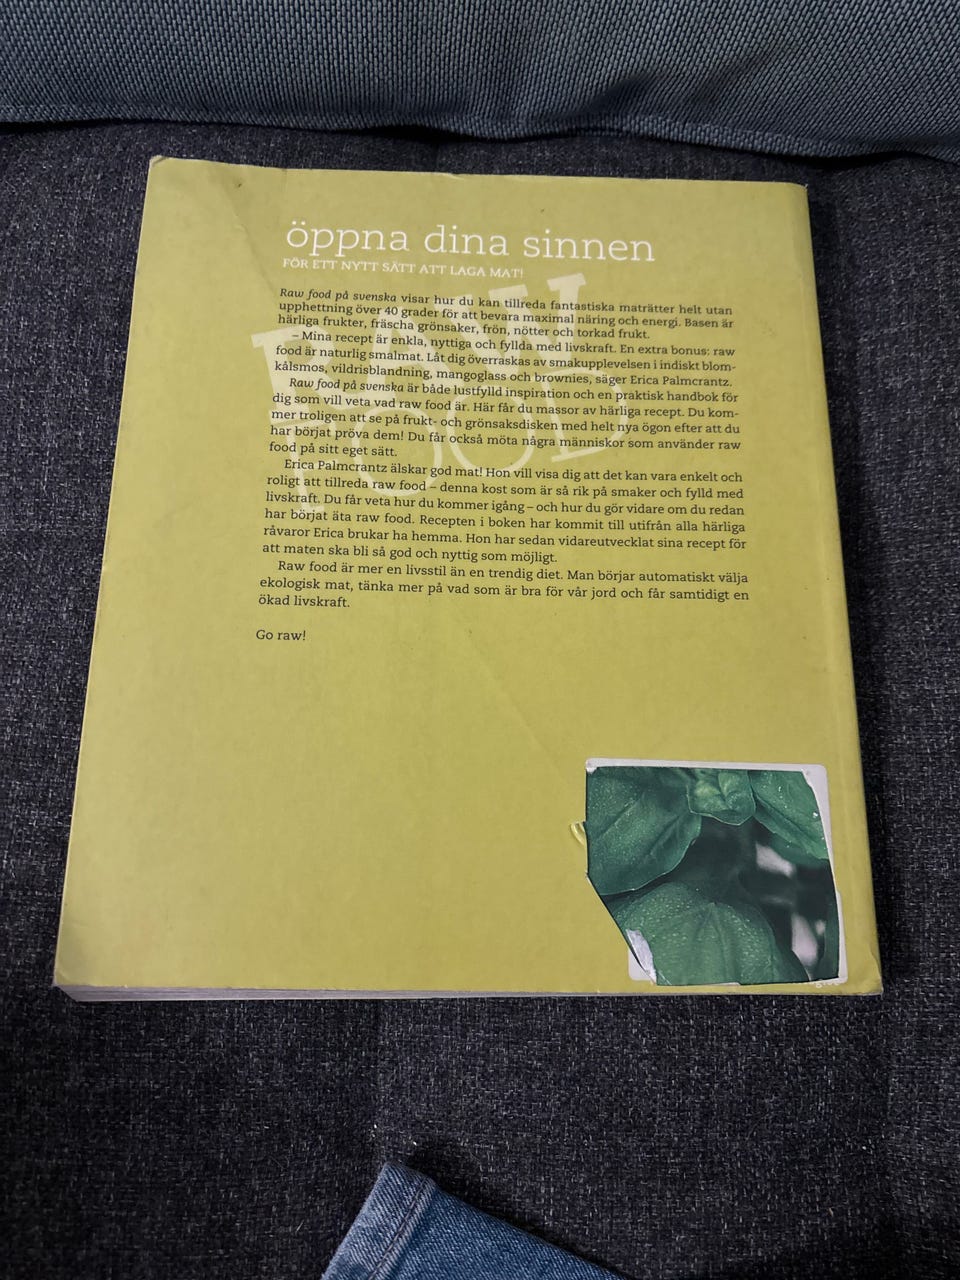 öppna dina sinnen
FÖR ETT NYTT SÄTT ATT LAGA MAT!
RAW
FOOD
Raw food på svenska visar hur du kan tillreda fantastiska maträtter helt utan
upphettning över 40 grader för att bevara maximal näring och energi. Basen är
härliga frukter, fräscha grönsaker, frön, nötter och torkad frukt.
– Mina recept är enkla, nyttiga och fyllda med livskraft. En extra bonus: raw
food är naturlig smalmat. Låt dig överraskas av smakupplevelsen i indiskt blom-
kålsmos, vildrisblandning, mangoglass och brownies, säger Erica Palmcrantz.
Raw food på svenska är både lustfylld inspiration och en praktisk handbok för
dig som vill veta vad raw food är. Här får du massor av härliga recept. Du kom-
mer troligen att se på frukt- och grönsaksdisken med helt nya ögon efter att du
har börjat pröva dem! Du får också möta några människor som använder raw
food på sitt eget sätt.
Erica Palmcrantz älskar god mat! Hon vill visa dig att det kan vara enkelt och
roligt att tillreda raw food – denna kost som är så rik på smaker och fylld med
livskraft. Du får veta hur du kommer igång – och hur du gör vidare om du redan
har börjat äta raw food. Recepten i boken har kommit till utifrån alla härliga
råvaror Erica brukar ha hemma. Hon har sedan vidareutvecklat sina recept för
att maten ska bli så god och nyttig som möjligt.
Raw food är mer en livsstil än en trendig diet. Man börjar automatiskt välja
ekologisk mat, tänka mer på vad som är bra för vår jord och får samtidigt en
ökad livskraft.
Go raw!